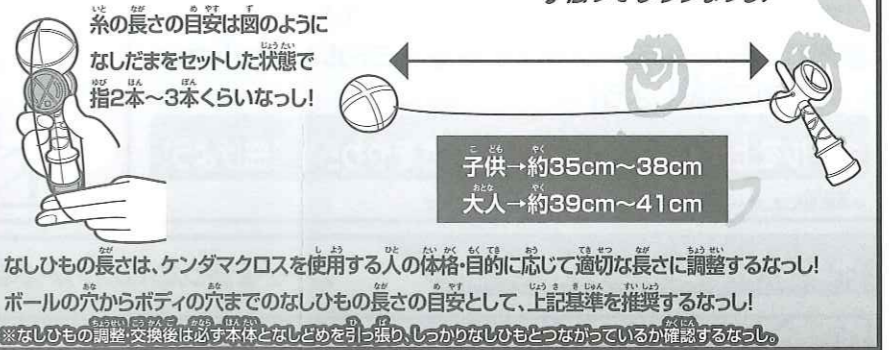 糸の長さの目安は図のように
なしだまをセットした状態で
指2本〜3本くらいなっし!
子供→約35cm〜38cm
大人→約39cm〜41cm
なしひもの長さは、ケンダマクロスを使用する人の体格・目的に応じて適切な長さに調整するなっし!
ボールの穴からボディの穴までのなしひもの長さの目安として、上記基準を推奨するなっし!
※なしひもの調整・交換後は必ず本体となしどめを引っ張り、しっかりなしひもとつながっているか確認するなっし。